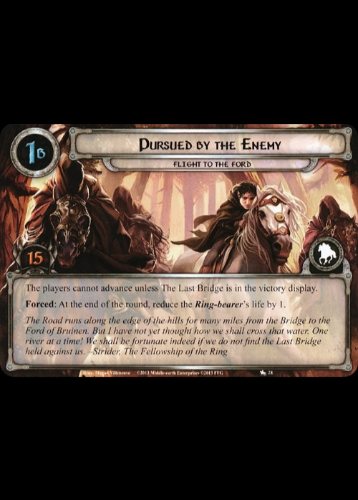 1B
PURSUED BY THE ENEMY
FLIGHT TO THE FORD
15
The players cannot advance unless The Last Bridge is in the victory display.
Forced: At the end of the round, reduce the Ring-bearer's life by 1.
The Road runs along the edge of the hills for many miles from the Bridge to the
Ford of Bruinen. But I have not yet thought how we shall cross that water. One
river at a time! We shall be fortunate indeed if we do not find the Last Bridge
held against us. –Strider, The Fellowship of the Ring
©2013 Middle-earth Enterprises ©2013 FFG